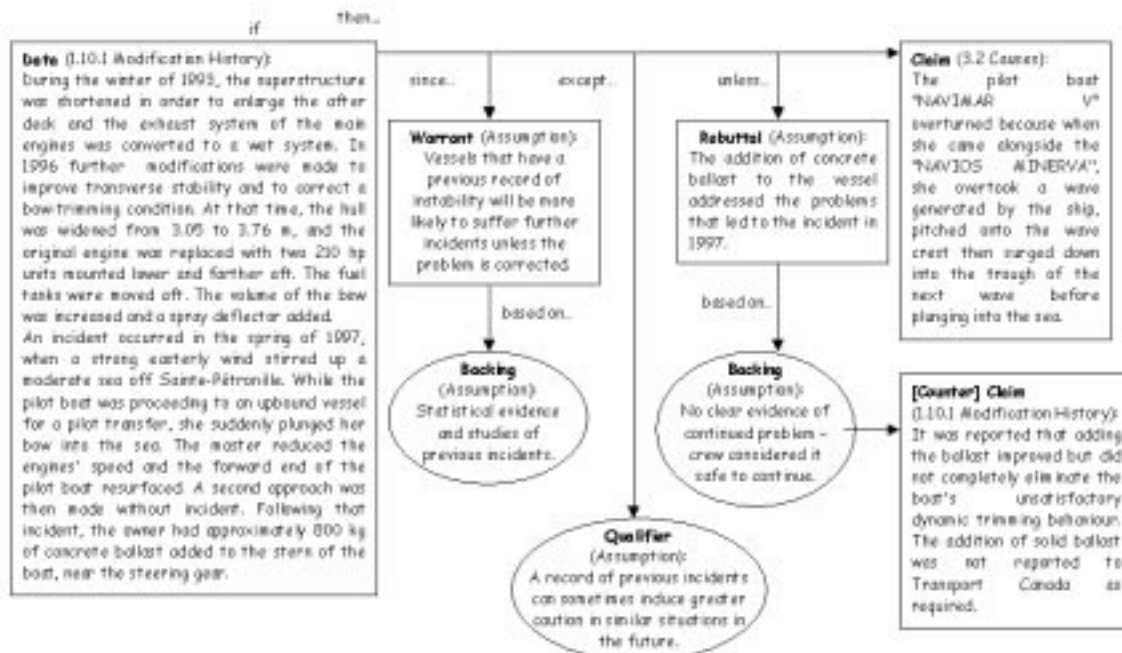 if
then...
Data (1.10.1 Modification History):
During the winter of 1993, the superstructure
was shortened in order to enlarge the after
deck and the exhaust system of the main
engines was converted to a wet system. In
1996 further modifications were made to
improve transverse stability and to correct a
bow-trimming condition. At that time, the hull
was widened from 3.05 to 3.76 m, and the
original engine was replaced with two 210 hp
units mounted lower and farther aft. The fuel
tanks were moved aft. The volume of the bow
was increased and a spray deflector added.
An incident occurred in the spring of 1997,
when a strong easterly wind stirred up a
moderate sea off Sainte-Pétronille. While the
pilot boat was proceeding to an upbound vessel
for a pilot transfer, she suddenly plunged her
bow into the sea. The master reduced the
engines' speed and the forward end of the
pilot boat resurfaced. A second approach was
then made without incident. Following that
incident, the owner had approximately 800 kg
of concrete ballast added to the stern of the
boat, near the steering gear.
since...
except...
unless...
Warrant (Assumption):
Vessels that have a
previous record of
instability will be more
likely to suffer further
incidents unless the
problem is corrected.
based on...
Backing
(Assumption):
Statistical evidence
and studies of
previous incidents.
Qualifier
(Assumption):
A record of previous incidents
can sometimes induce greater
caution in similar situations in
the future.
Rebuttal (Assumption):
The addition of concrete
ballast to the vessel
addressed the problems
that led to the incident in
1997.
based on...
Backing
(Assumption):
No clear evidence of
continued problem –
crew considered it
safe to continue.
Claim (3.2 Causes):
The pilot boat
"NAVIMAR V"
overturned because when
she came alongside the
"NAVIOS MINERVA",
she overtook a wave
generated by the ship,
pitched onto the wave
crest then surged down
into the trough of the
next wave before
plunging into the sea.
[Counter] Claim
(1.10.1 Modification History):
It was reported that adding
the ballast improved but did
not completely eliminate the
boat's unsatisfactory
dynamic trimming behaviour.
The addition of solid ballast
was not reported to
Transport Canada as
required.